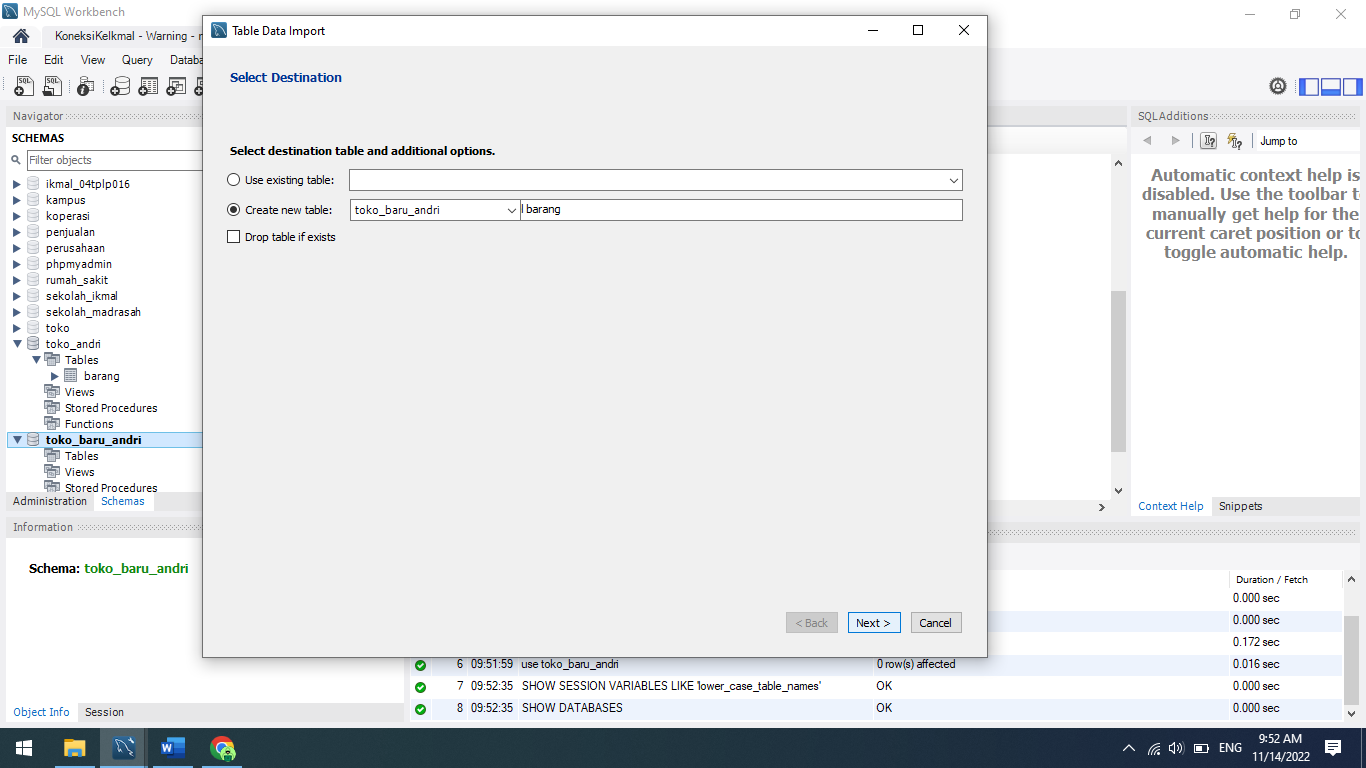 MySQL Workbench
KoneksiKelkmal - Warning - n
File Edit View Query Databa
Navigator
SCHEMAS
Filter objects
ikmal_04tplp016
kampus
koperasi
penjualan
perusahaan
phpmyadmin
rumah_sakit
sekolah_ikmal
sekolah_madrasah
toko
toko_andri
Tables
barang
Views
Stored Procedures
Functions
toko_baru_andri
Tables
Views
Stored Procedures
Administration Schemas
Information
Schema: toko_baru_andri
Object Info Session
Table Data Import
Select Destination
Select destination table and additional options.
Use existing table:
Create new table: toko_baru_andri barang
Drop table if exists
< Back Next > Cancel
SQLAdditions
Jump to
Automatic context help is
disabled. Use the toolbar t
manually get help for the
current caret position or to
toggle automatic help.
Context Help Snippets
Duration / Fetch
0.000 sec
0.000 sec
0.172 sec
6 09:51:59 use toko_baru_andri 0 row(s) affected 0.016 sec
7 09:52:35 SHOW SESSION VARIABLES LIKE 'lower_case_table_names' OK 0.000 sec
8 09:52:35 SHOW DATABASES OK 0.000 sec
ENG
9:52 AM
11/14/2022